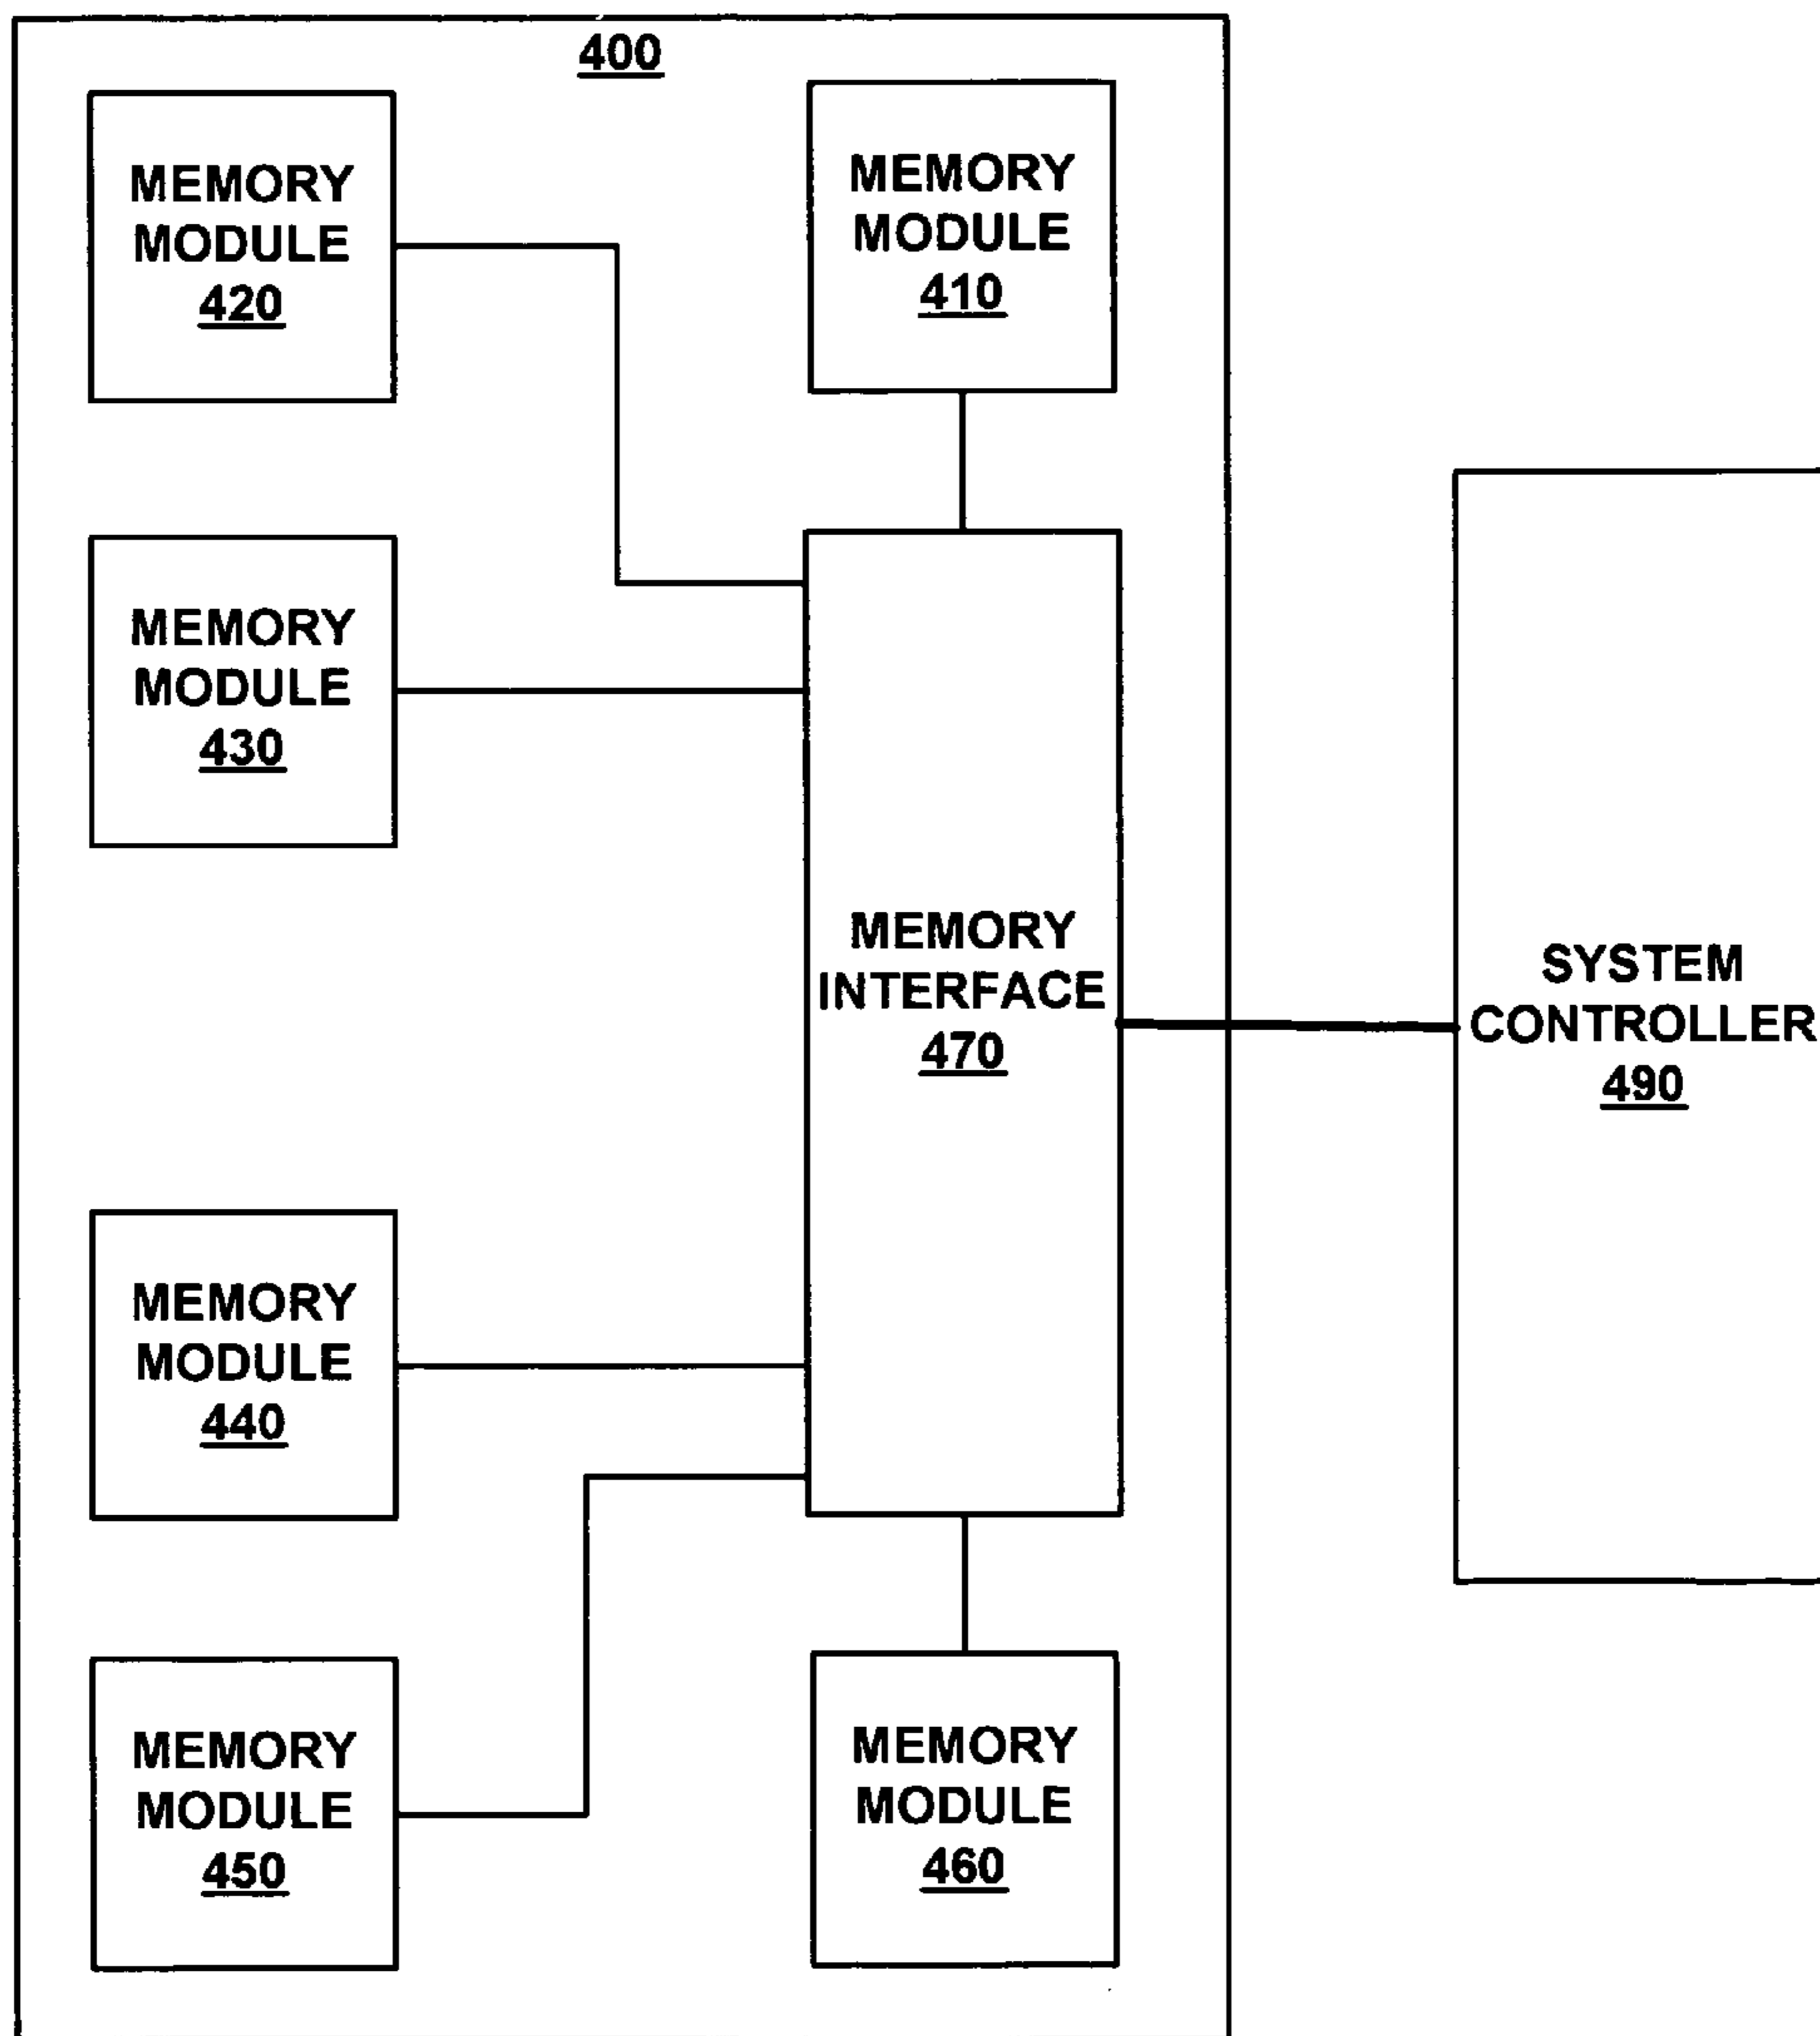 400
MEMORY
MODULE
420
MEMORY
MODULE
410
MEMORY
MODULE
430
MEMORY
INTERFACE
470
SYSTEM
CONTROLLER
490
MEMORY
MODULE
440
MEMORY
MODULE
450
MEMORY
MODULE
460